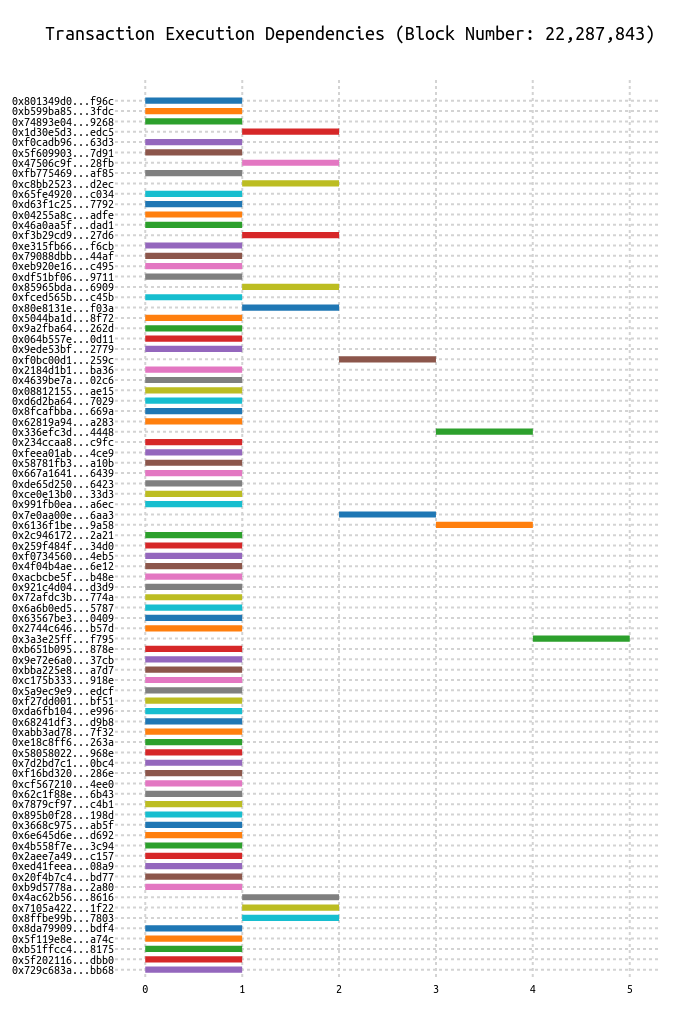 Transaction Execution Dependencies (Block Number: 22,287,843)
0x801349d0...f96c
0xb599ba85...3fdc
0x74893e04...9268
0x1d30e5d3...edc5
0xf0cadb96...63d3
0x5f609903...7d91
0x47506c9f...28fb
0xfb775469...af85
0xc8bb2523...d2ec
0x65fe4920...c034
0xd63f1c25...7792
0x04255a8c...adfe
0x46a0aa5f...dad1
0xf3b29cd9...27d6
0xe315fb66...f6cb
0x79088dbb...44af
0xeb920e16...c495
0xdf51bf06...9711
0x85965bda...6909
0xfced565b...c45b
0x80e8131e...f03a
0x5044ba1d...8f72
0x9a2fba64...262d
0x064b557e...0d11
0x9ede53bf...2779
0xf0bc00d1...259c
0x2184d1b1...ba36
0x4639be7a...02c6
0x08812155...ae15
0xd6d2ba64...7029
0x8fcafbba...669a
0x62819a94...a283
0x336efc3d...4448
0x234ccaa8...c9fc
0xfeea01ab...4ce9
0x58781fb3...a10b
0x667a1641...6439
0xde65d250...6423
0xce0e13b0...33d3
0x991fb0ea...a6ec
0x7e0aa00e...6aa3
0x6136f1be...9a58
0x2c946172...2a21
0x259f484f...34d0
0xf0734560...4eb5
0x4f04b4ae...6e12
0xacbcbe5f...b48e
0x921c4d04...d3d9
0x72afdc3b...774a
0x6a6b0ed5...5787
0x63567be3...0409
0x2744c646...b57d
0x3a3e25ff...f795
0xb651b095...878e
0x9e72e6a0...37cb
0xbba225e8...a7d7
0xc175b333...918e
0x5a9ec9e9...edcf
0xf27dd001...bf51
0xda6fb104...e996
0x68241df3...d9b8
0xabb3ad78...7f32
0xe18c8ff6...263a
0x58058022...968e
0x7d2bd7c1...0bc4
0xf16bd320...286e
0xcf567210...4ee0
0x62c1f88e...6b43
0x7879cf97...c4b1
0x895b0f28...198d
0x3668c975...ab5f
0x6e645d6e...d692
0x4b558f7e...3c94
0x2aee7a49...c157
0xed41feea...08a9
0x20f4b7c4...bd77
0xb9d5778a...2a80
0x4ac62b56...8616
0x7105a422...1f22
0x8ffbe99b...7803
0x8da79909...bdf4
0x5f119e8e...a74c
0xb51ffcc4...8175
0x5f202116...dbb0
0x729c683a...bb68
0 1 2 3 4 5